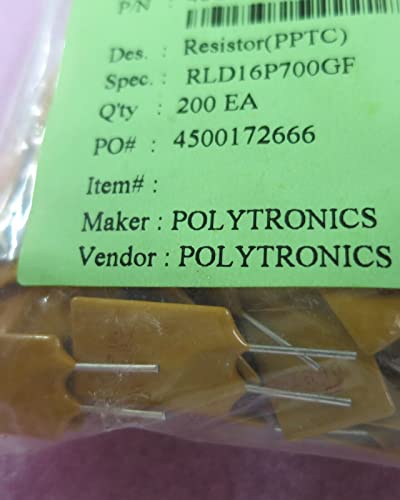 P/N :
Des. : Resistor(PPTC)
Spec. : RLD16P700GF
Q'ty : 200 EA
PO# : 4500172666
Item# :
Maker : POLYTRONICS
Vendor : POLYTRONICS